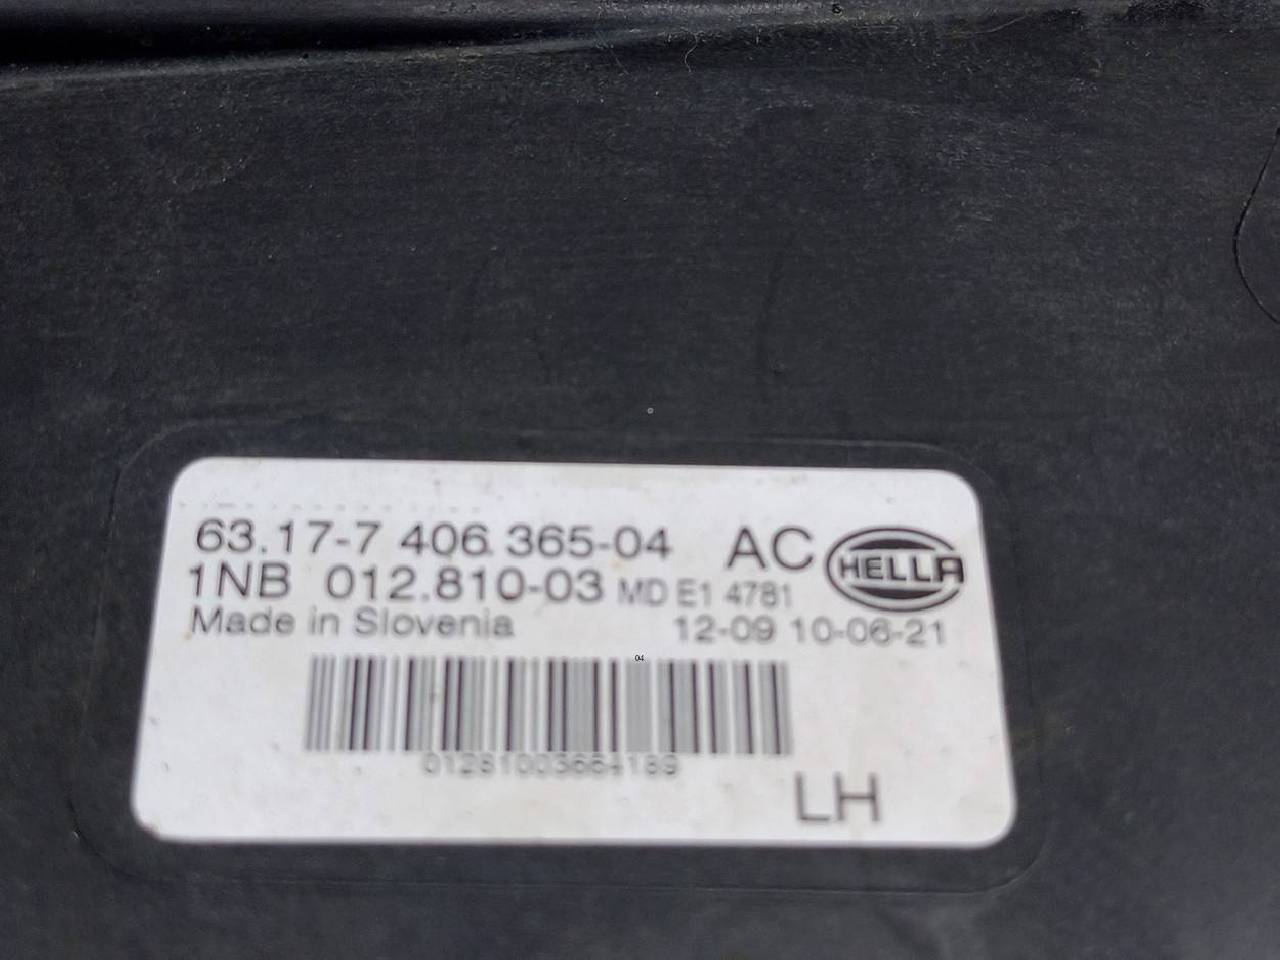 63.17-7 406.365-04 AC HELLA
1NB 012.810-03 MD E1 4781
Made in Slovenia 12-09 10-06-21
04
LH